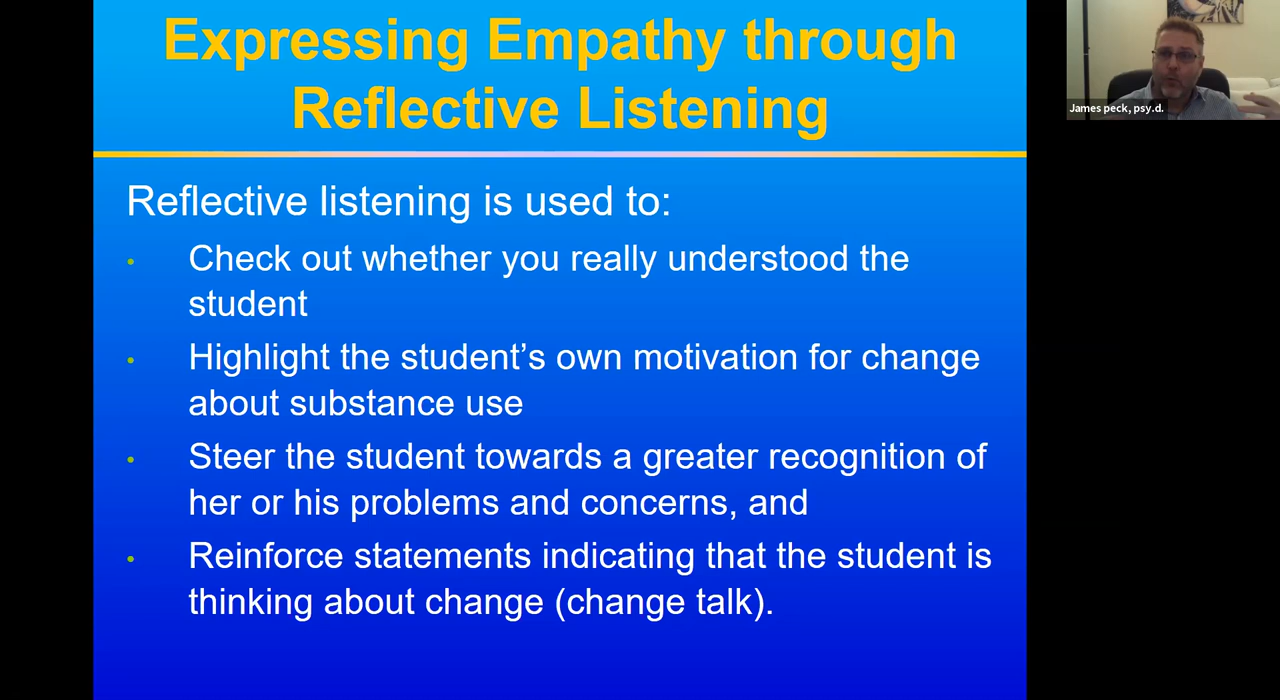 Expressing Empathy through
Reflective Listening
Reflective listening is used to:
• Check out whether you really understood the
student
• Highlight the student’s own motivation for change
about substance use
• Steer the student towards a greater recognition of
her or his problems and concerns, and
• Reinforce statements indicating that the student is
thinking about change (change talk).
James peck, psy.d.